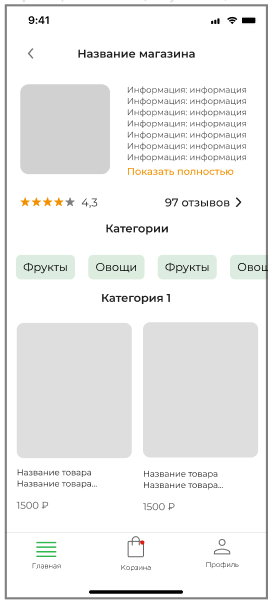 9:41
Название магазина
Информация: информация
Информация: информация
Информация: информация
Информация: информация
Информация: информация
Информация: информация
Информация: информация
Показать полностью
4,3 97 отзывов
Категории
Фрукты Овощи Фрукты Овощ
Категория 1
Название товара
Название товара...
1500 ₽
Название товара
Название товара...
1500 ₽
Главная Корзина Профиль